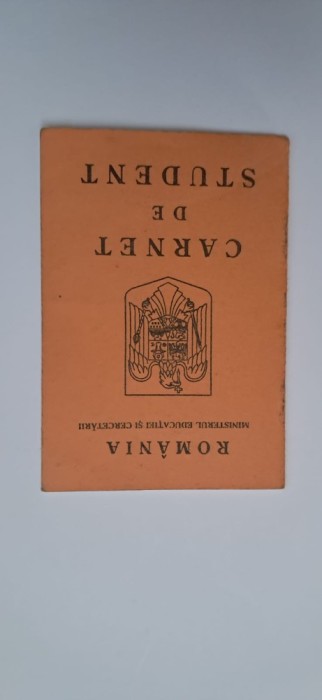 ROMÂNIA
MINISTERUL EDUCAȚIEI ȘI CERCETĂRII
CARNET
DE
STUDENT